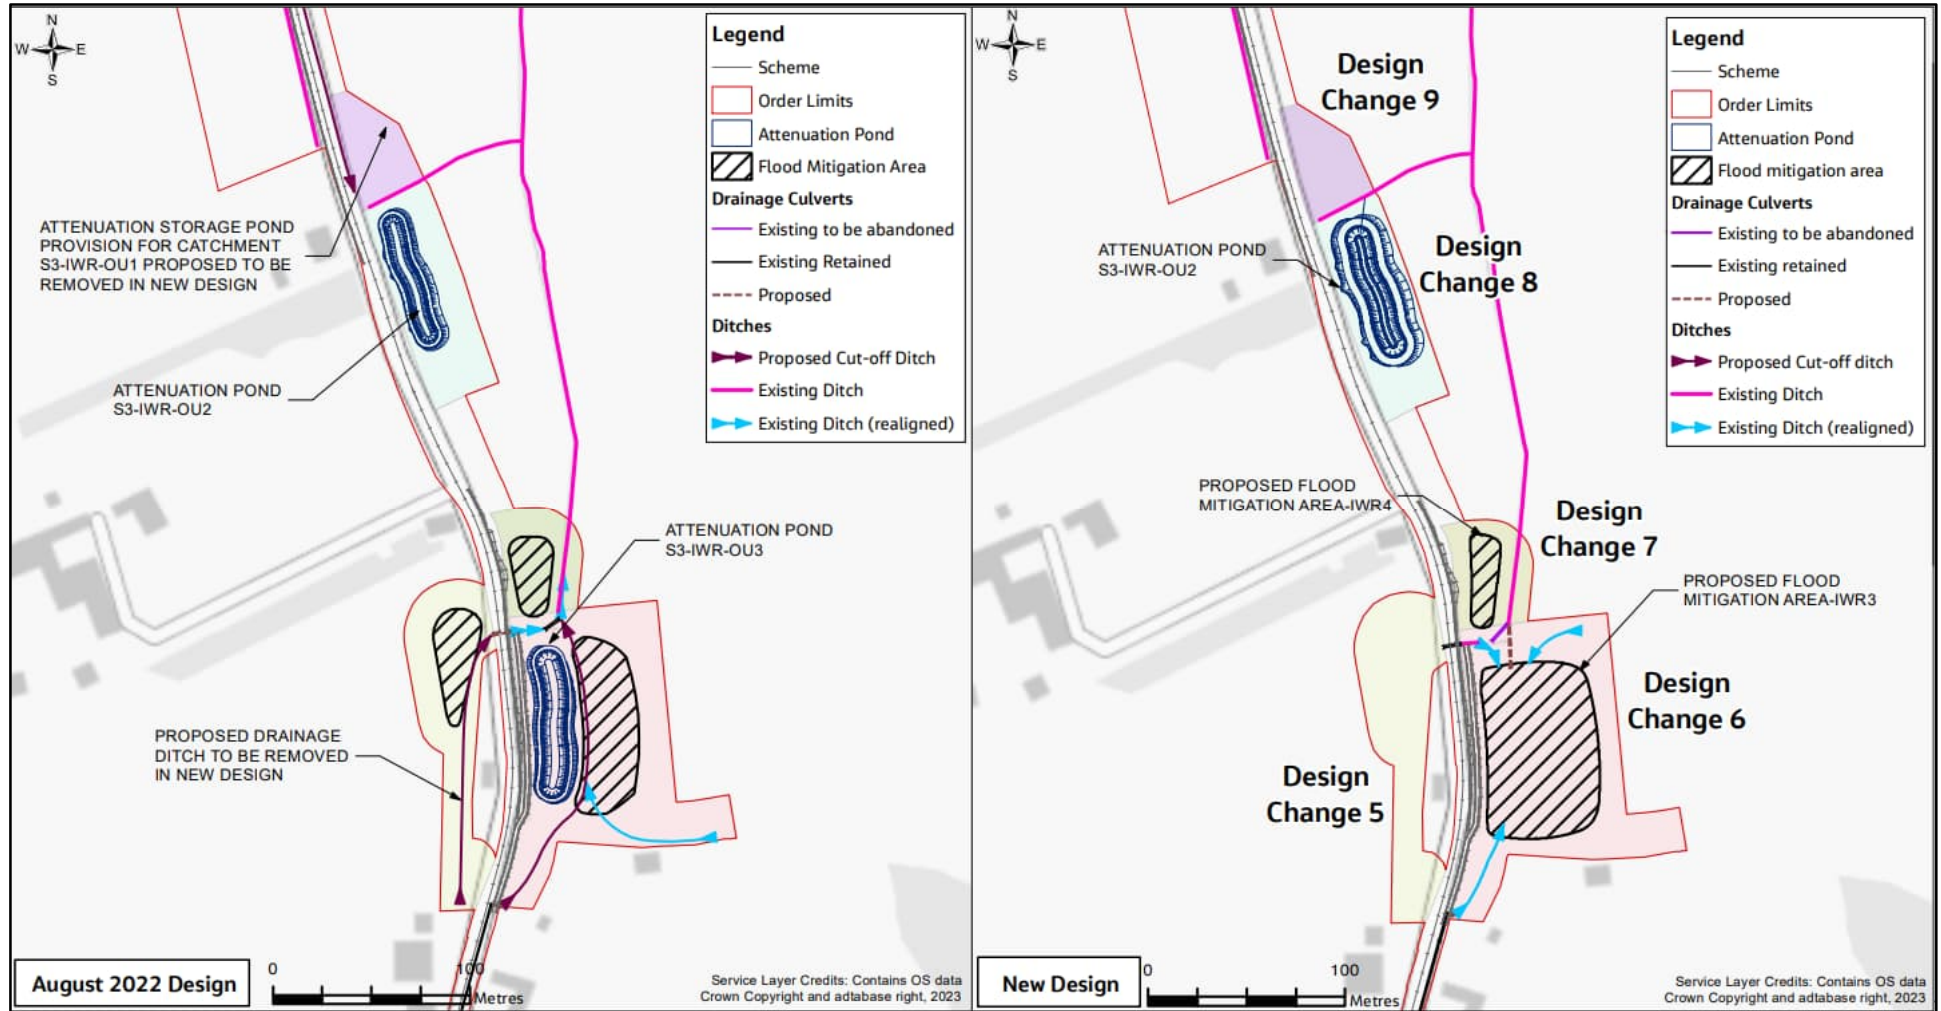 N
W E
S
ATTENUATION STORAGE POND
PROVISION FOR CATCHMENT
S3-IWR-OU1 PROPOSED TO BE
REMOVED IN NEW DESIGN
ATTENUATION POND
S3-IWR-OU2
ATTENUATION POND
S3-IWR-OU3
PROPOSED DRAINAGE
DITCH TO BE REMOVED
IN NEW DESIGN
Legend
Scheme
Order Limits
Attenuation Pond
Flood Mitigation Area
Drainage Culverts
Existing to be abandoned
Existing Retained
Proposed
Ditches
Proposed Cut-off Ditch
Existing Ditch
Existing Ditch (realigned)
August 2022 Design
0 100
Metres
Service Layer Credits: Contains OS data
Crown Copyright and adtabase right, 2023
N
W E
S
Design
Change 9
ATTENUATION POND
S3-IWR-OU2
Design
Change 8
PROPOSED FLOOD
MITIGATION AREA-IWR4
Design
Change 7
PROPOSED FLOOD
MITIGATION AREA-IWR3
Design
Change 6
Design
Change 5
Legend
Scheme
Order Limits
Attenuation Pond
Flood mitigation area
Drainage Culverts
Existing to be abandoned
Existing retained
Proposed
Ditches
Proposed Cut-off ditch
Existing Ditch
Existing Ditch (realigned)
New Design
0 100
Metres
Service Layer Credits: Contains OS data
Crown Copyright and adtabase right, 2023